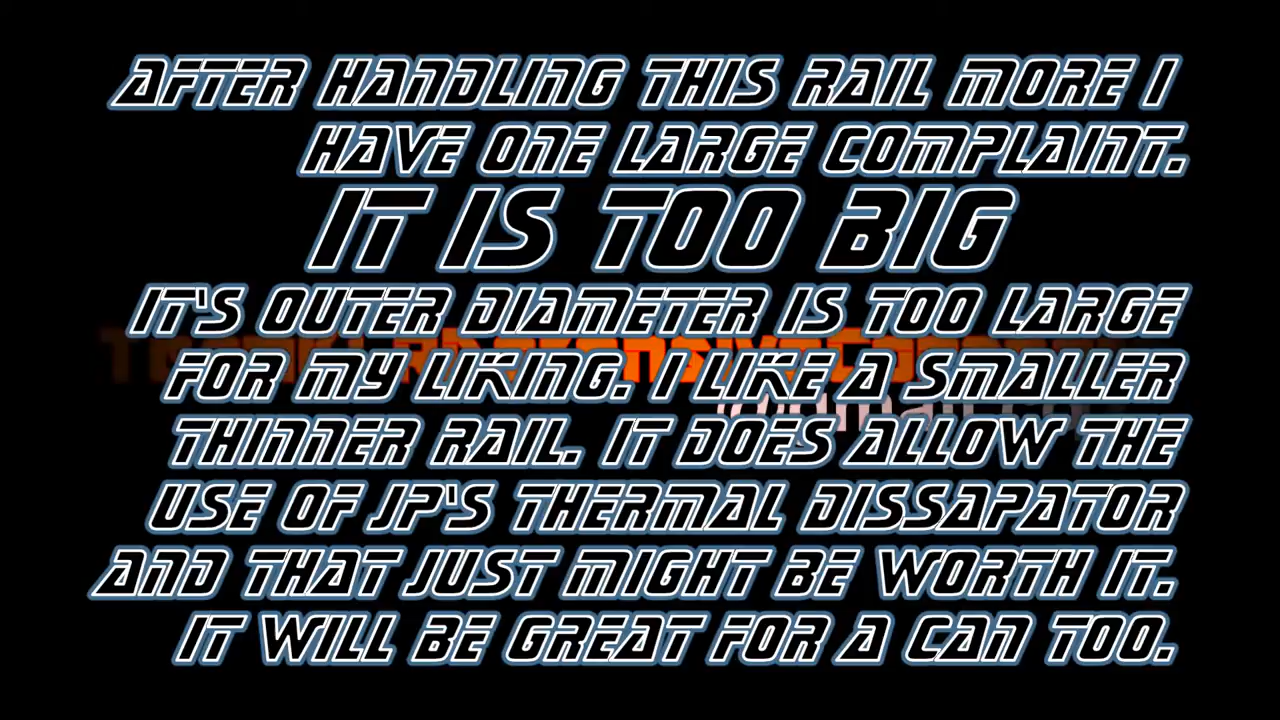 AFTER HANDLING THIS RAIL MORE I
HAVE ONE LARGE COMPLAINT.
IT IS TOO BIG
IT'S OUTER DIAMETER IS TOO LARGE
FOR MY LIKING. I LIKE A SMALLER
THINNER RAIL. IT DOES ALLOW THE
USE OF JP'S THERMAL DISSAPATOR
AND THAT JUST MIGHT BE WORTH IT.
IT WILL BE GREAT FOR A CAN TOO.